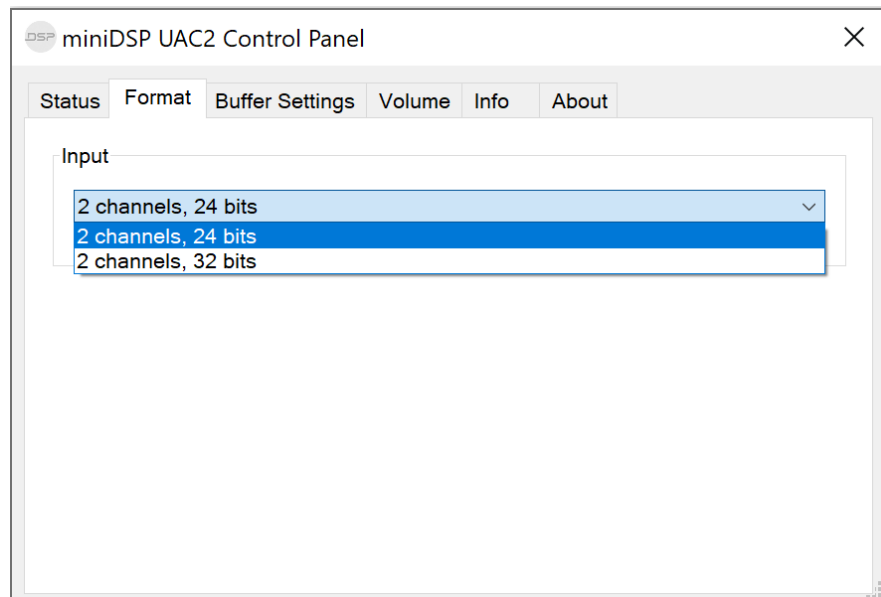 DSP miniDSP UAC2 Control Panel
Status Format Buffer Settings Volume Info About
Input
2 channels, 24 bits
2 channels, 24 bits
2 channels, 32 bits